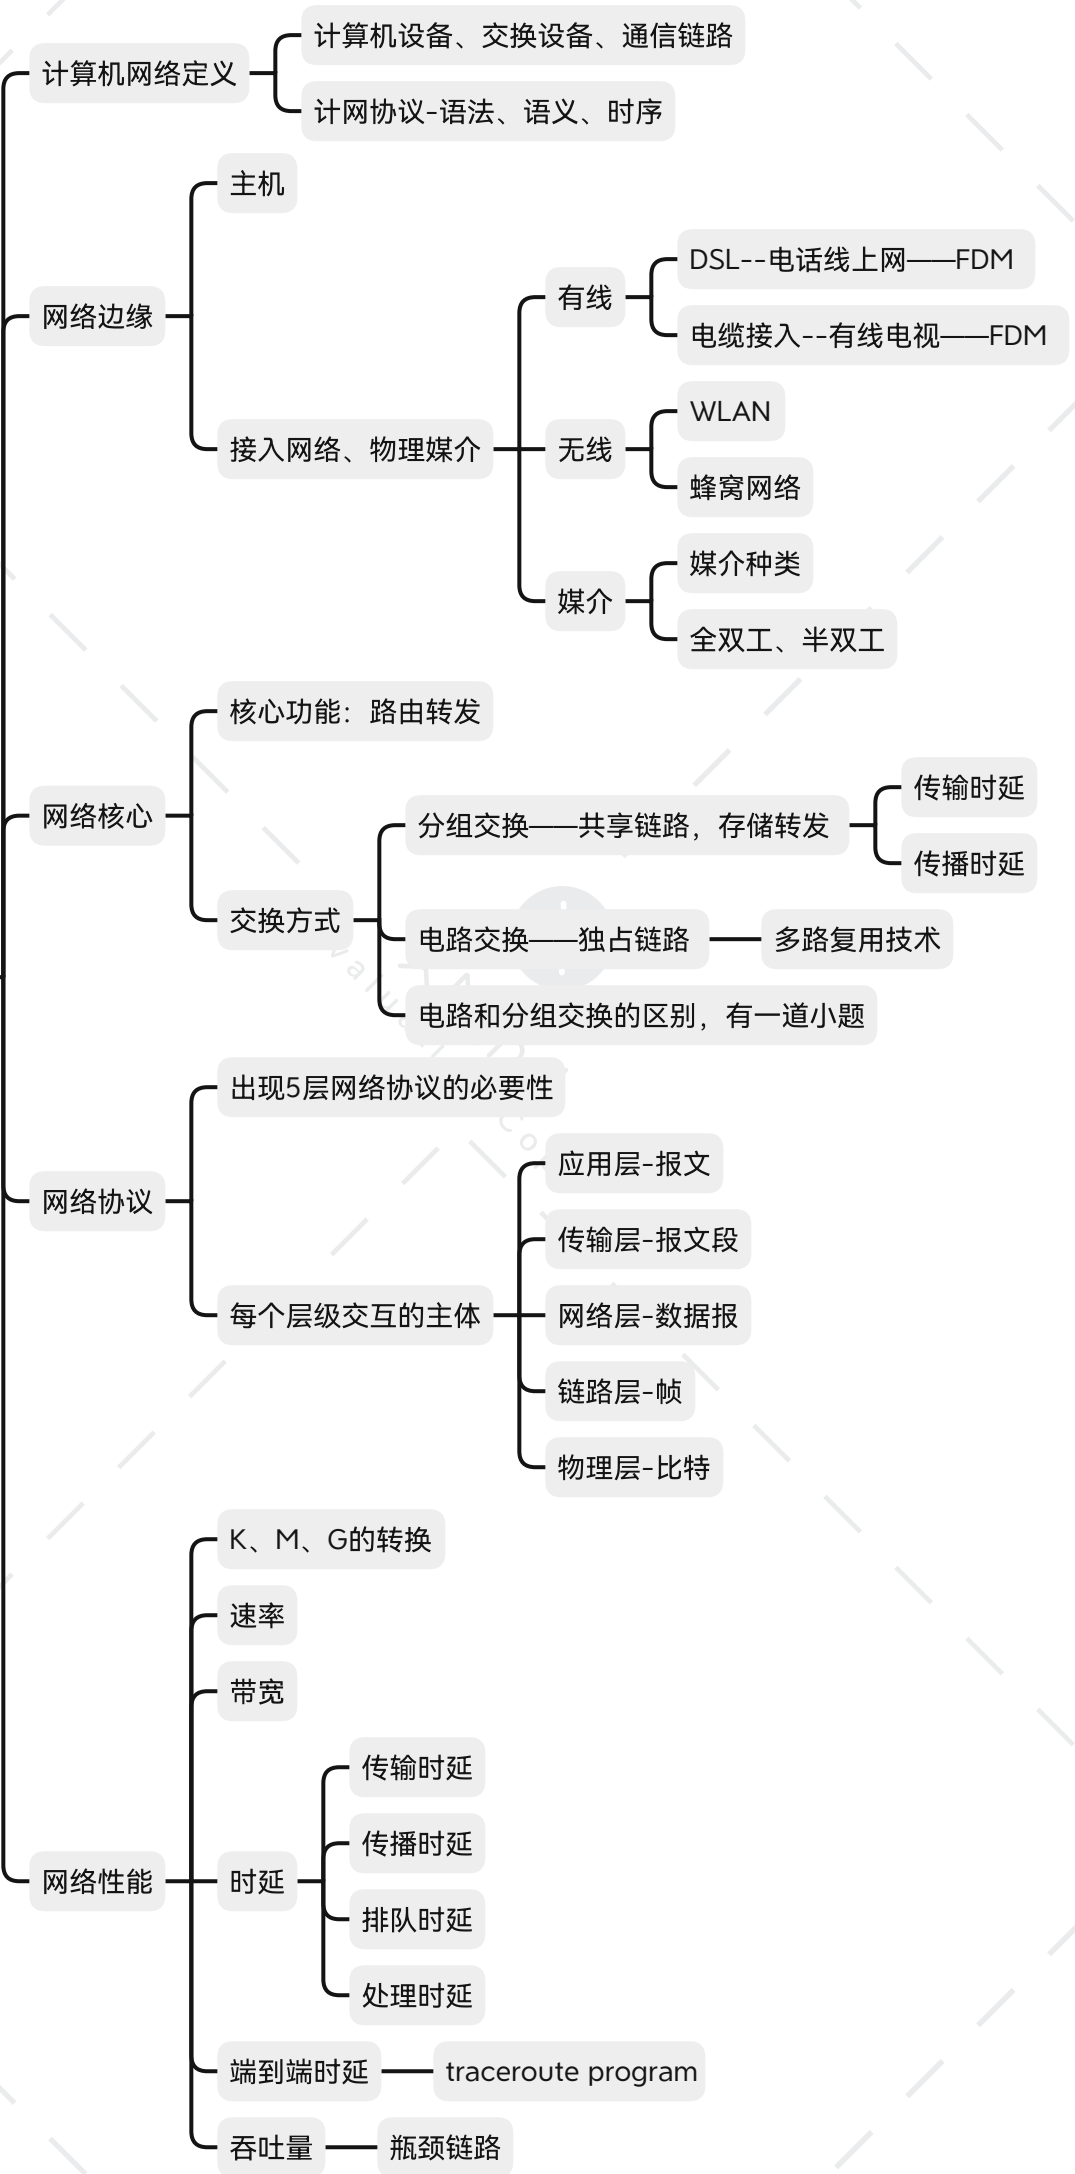 计算机网络定义
计算机设备、交换设备、通信链路
计网协议-语法、语义、时序
网络边缘
主机
接入网络、物理媒介
有线
DSL--电话线上网——FDM
电缆接入--有线电视——FDM
无线
WLAN
蜂窝网络
媒介
媒介种类
全双工、半双工
网络核心
核心功能：路由转发
交换方式
分组交换——共享链路，存储转发
传输时延
传播时延
电路交换——独占链路
多路复用技术
电路和分组交换的区别，有一道小题
网络协议
出现5层网络协议的必要性
每个层级交互的主体
应用层-报文
传输层-报文段
网络层-数据报
链路层-帧
物理层-比特
网络性能
K、M、G的转换
速率
带宽
时延
传输时延
传播时延
排队时延
处理时延
端到端时延
traceroute program
吞吐量
瓶颈链路